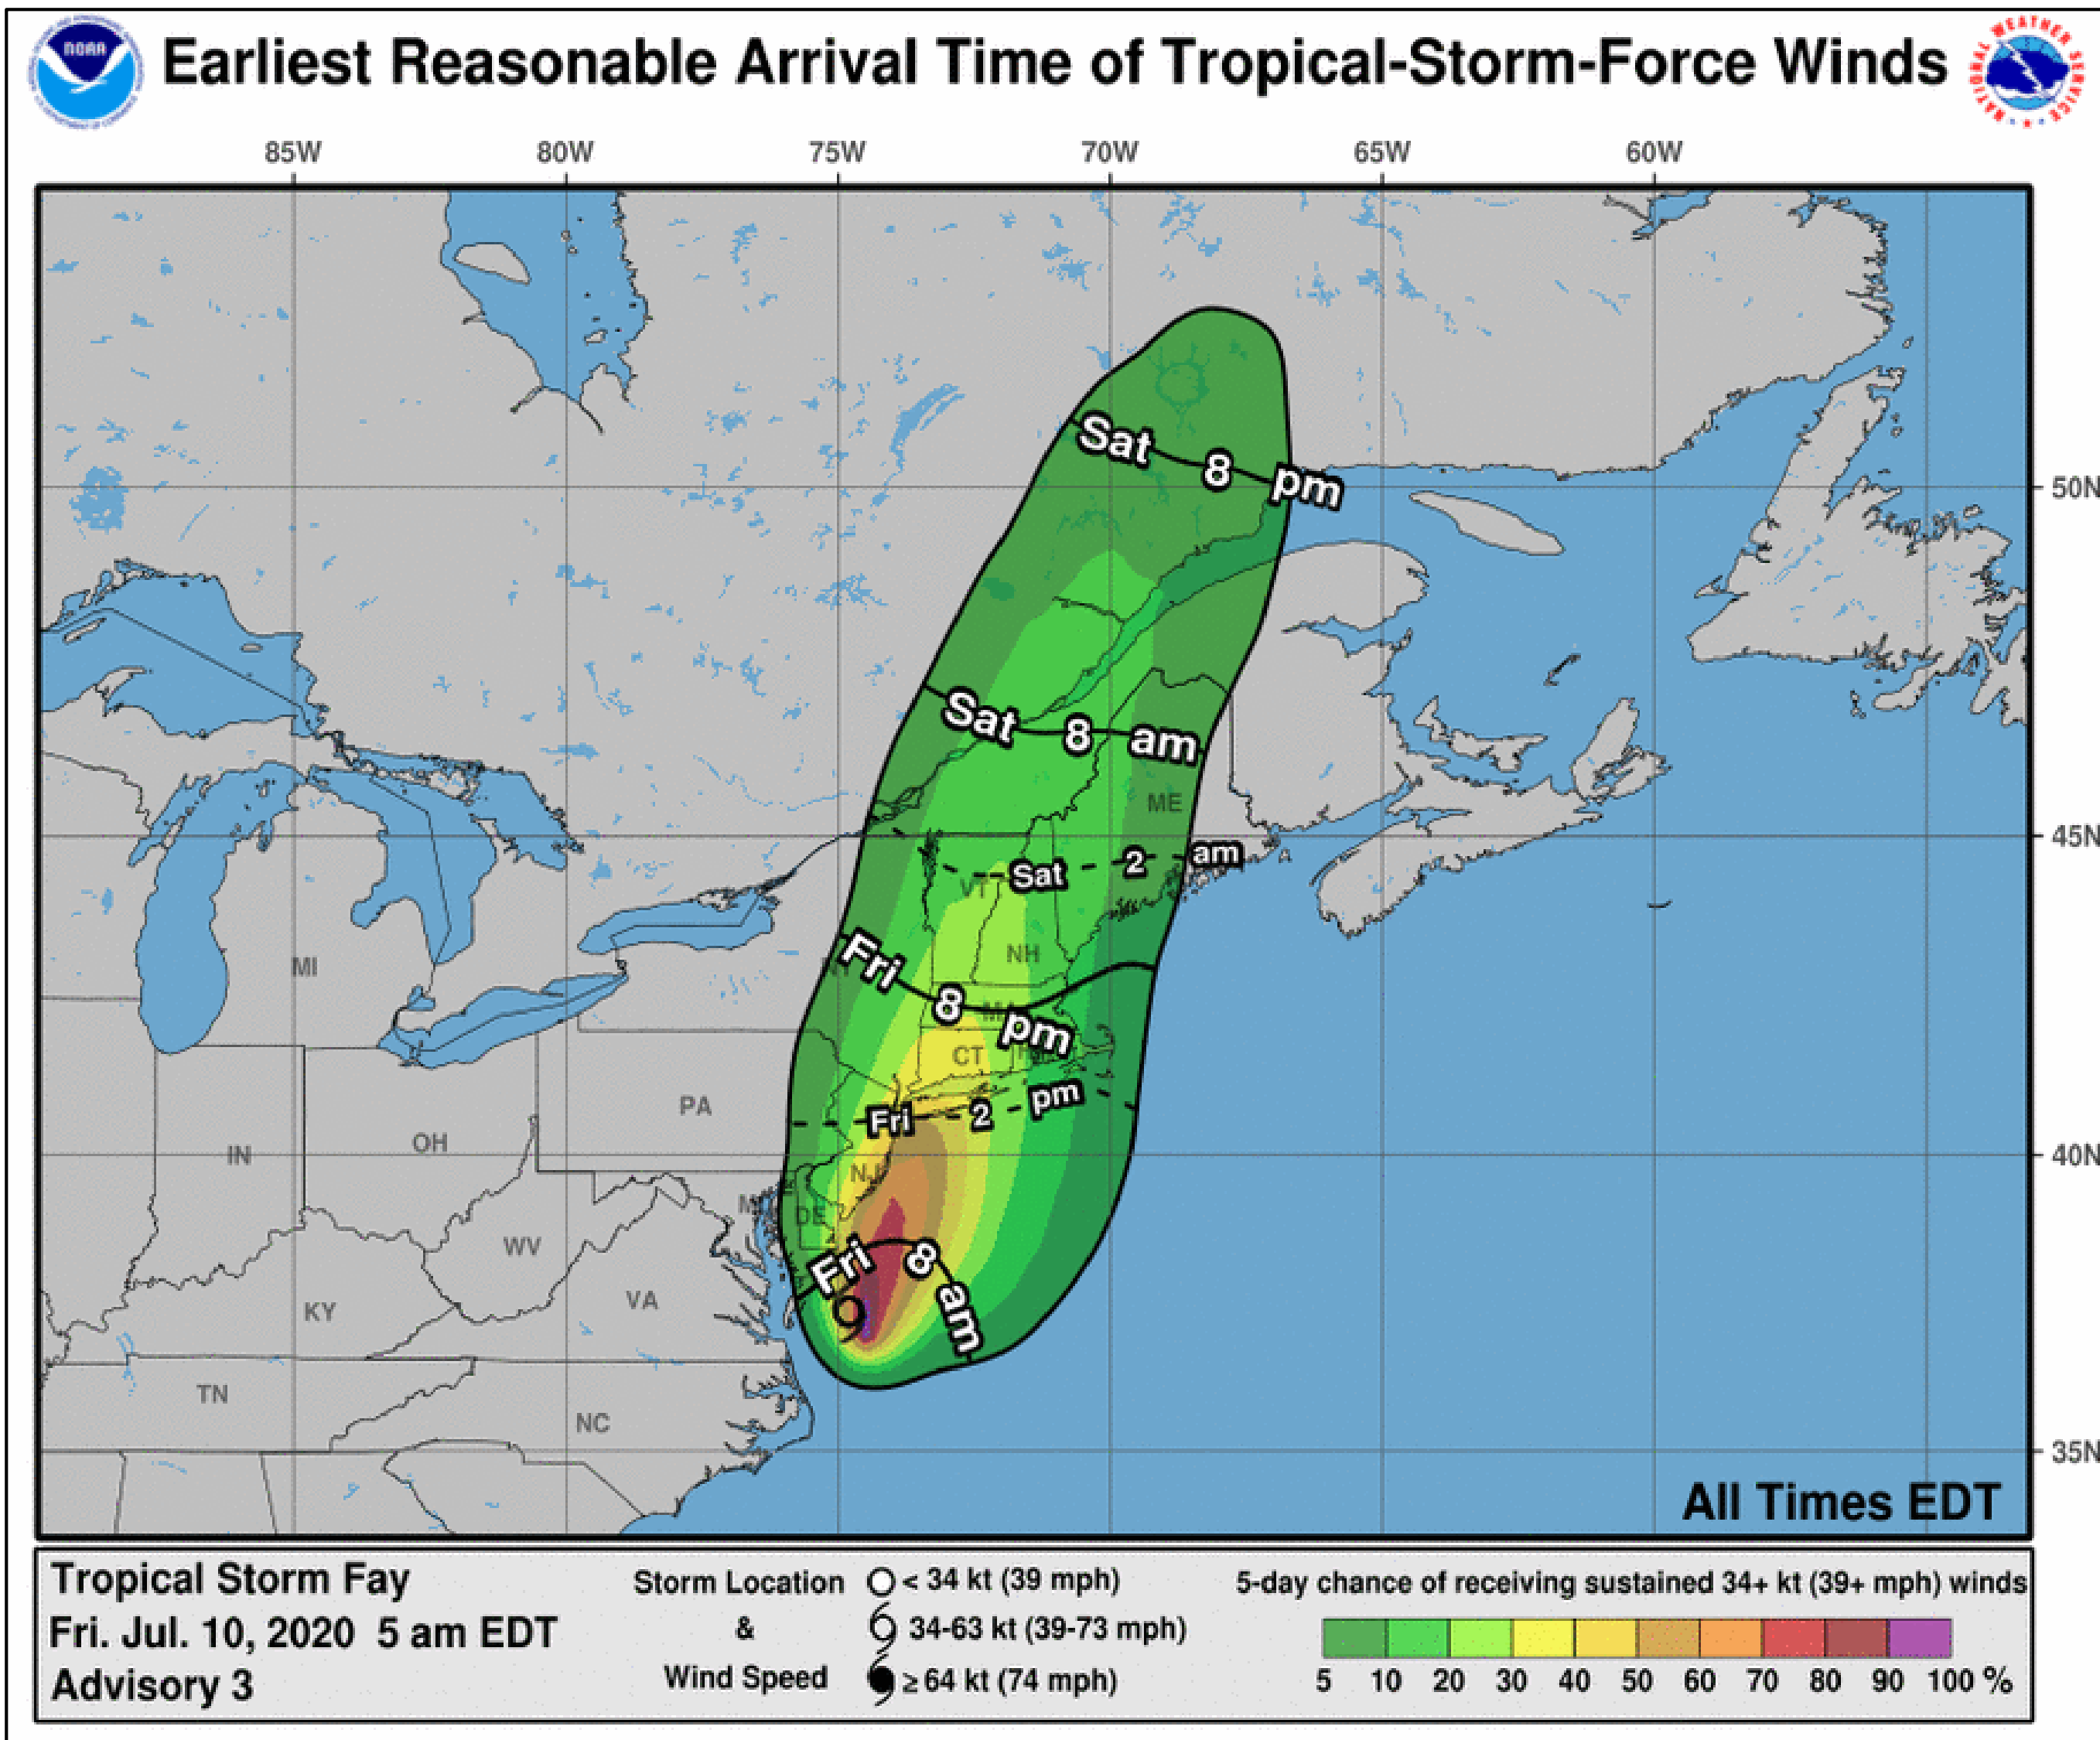 NOAA
Earliest Reasonable Arrival Time of Tropical-Storm-Force Winds
NATIONAL WEATHER SERVICE
85W 80W 75W 70W 65W 60W
Sat 8 pm
50N
Sat 8 am
ME
45N
Sat 2 am
VT
NH
MI
Fri 8 pm
MA
CT
PA
Fri 2 pm
OH
IN
40N
NJ
DE
WV
Fri 8 am
VA
KY
TN
NC
35N
All Times EDT
Tropical Storm Fay
Fri. Jul. 10, 2020 5 am EDT
Advisory 3
Storm Location
&
Wind Speed
< 34 kt (39 mph)
34-63 kt (39-73 mph)
≥ 64 kt (74 mph)
5-day chance of receiving sustained 34+ kt (39+ mph) winds
5 10 20 30 40 50 60 70 80 90 100 %